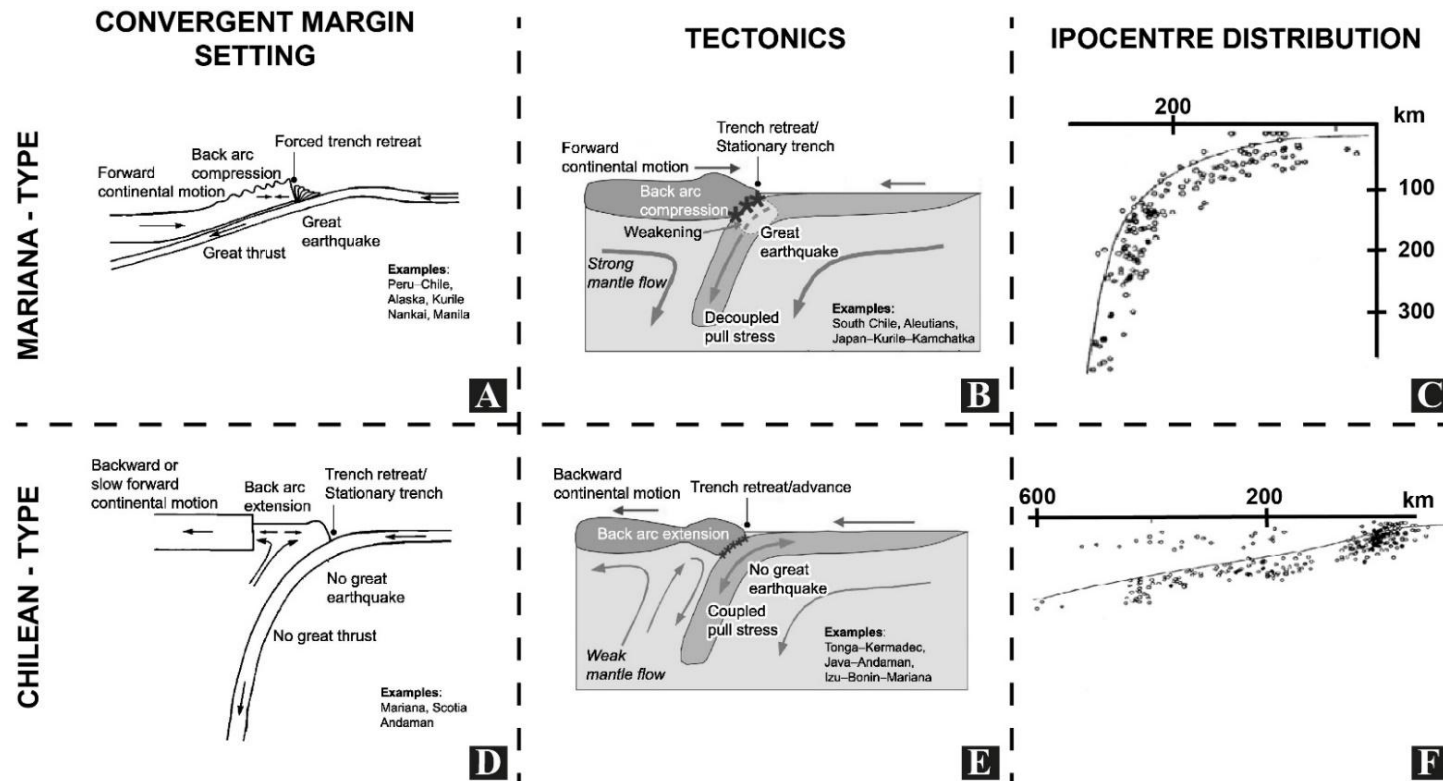 CONVERGENT MARGIN
SETTING
TECTONICS
IPOCENTRE DISTRIBUTION
MARIANA - TYPE
Forced trench retreat
Back arc
compression
Forward
continental motion
Great
earthquake
Great thrust
Examples:
Peru–Chile,
Alaska, Kurile
Nankai, Manila
A
Trench retreat/
Stationary trench
Forward
continental motion
Back arc
compression
Weakening
Great
earthquake
Strong
mantle flow
Decoupled
pull stress
Examples:
South Chile, Aleutians,
Japan–Kurile–Kamchatka
B
200
km
100
200
300
C
CHILEAN - TYPE
Backward or
slow forward
continental motion
Back arc
extension
Trench retreat/
Stationary trench
No great
earthquake
No great thrust
Examples:
Mariana, Scotia
Andaman
D
Backward
continental motion
Trench retreat/advance
Back arc extension
No great
earthquake
Coupled
pull stress
Weak
mantle flow
Examples:
Tonga–Kermadec,
Java–Andaman,
Izu–Bonin–Mariana
E
600
200
km
F